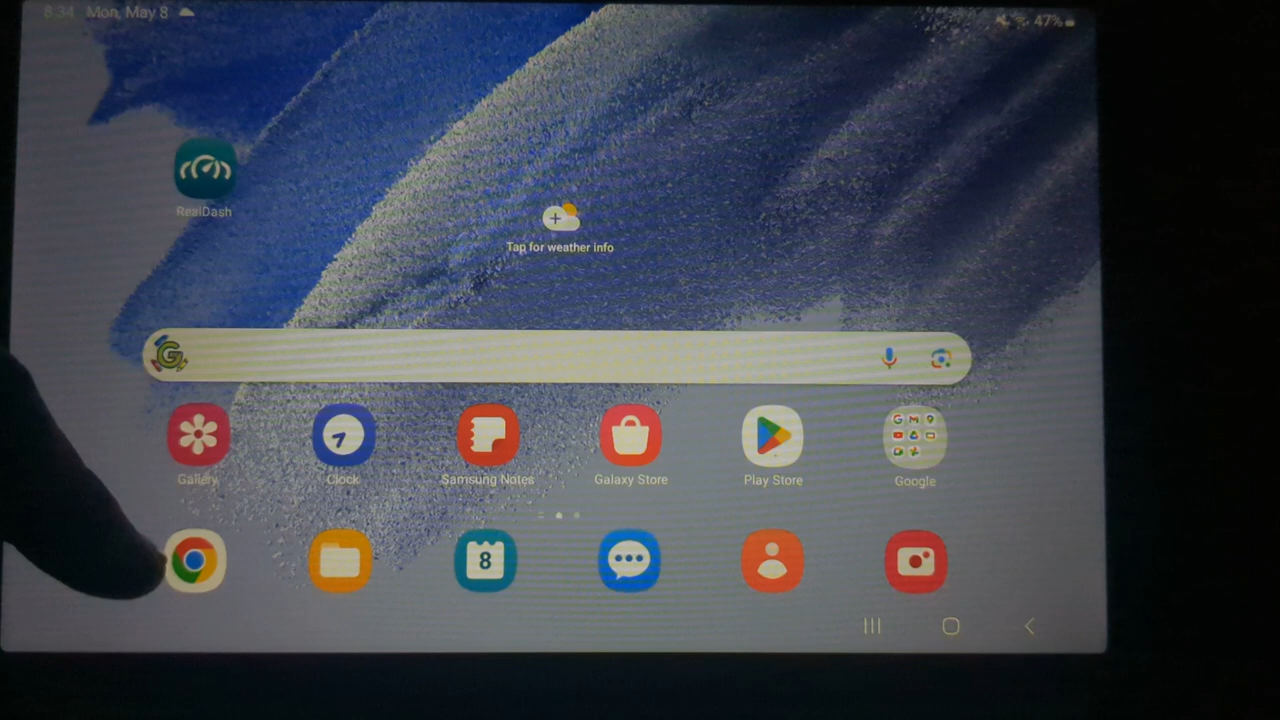 8:34 Mon, May 8
47%
RealDash
Tap for weather info
G
Gallery
Clock
Samsung Notes
Galaxy Store
Play Store
Google
8